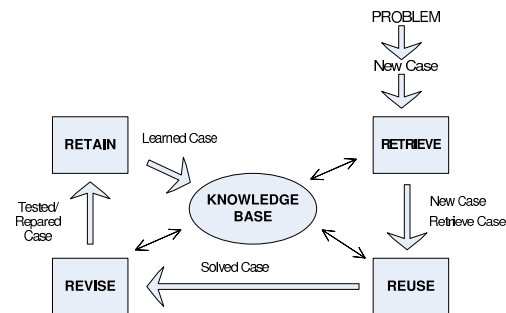 PROBLEM
New Case
RETAIN
Learned Case
RETRIEVE
KNOWLEDGE
BASE
Tested/
Repared
Case
New Case
Retrieve Case
REVISE
Solved Case
REUSE